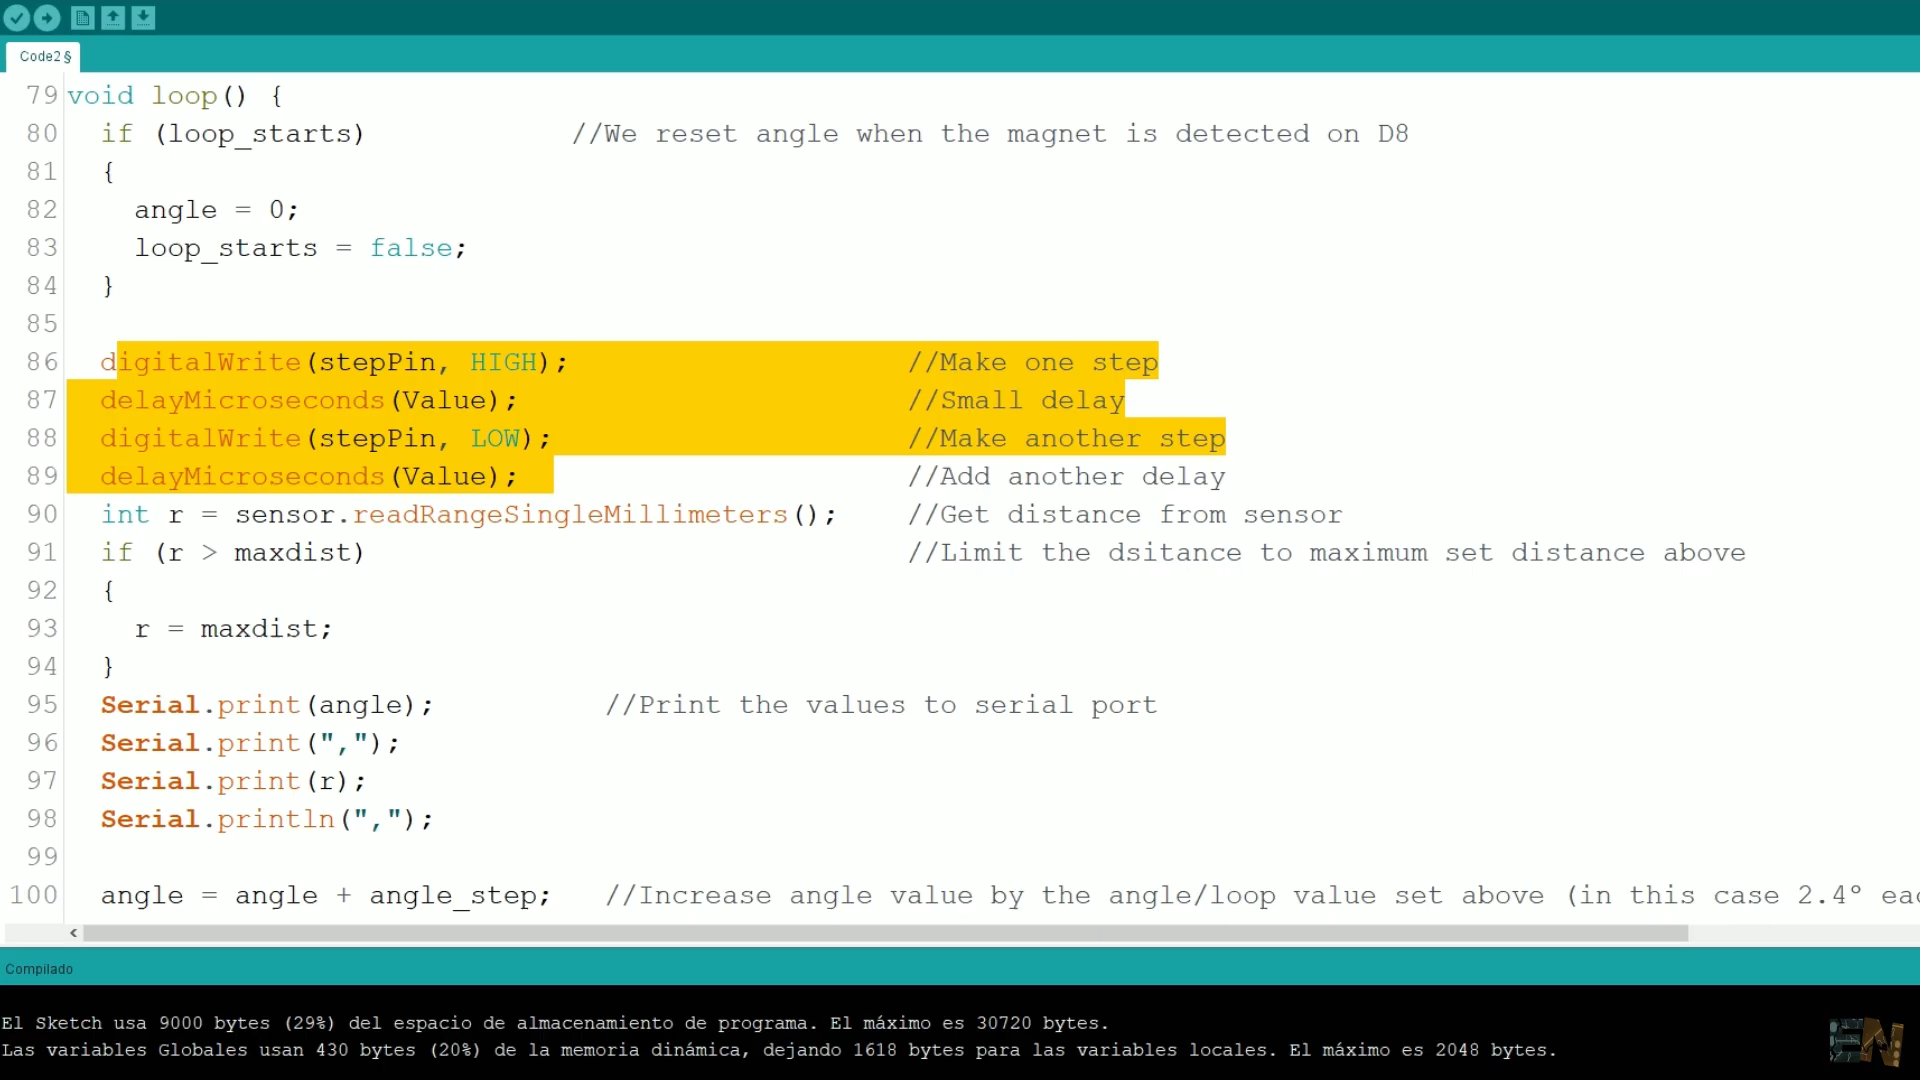 Code2 §
79 void loop() {
80 if (loop_starts) //We reset angle when the magnet is detected on D8
81 {
82 angle = 0;
83 loop_starts = false;
84 }
85
86 digitalWrite(stepPin, HIGH); //Make one step
87 delayMicroseconds(Value); //Small delay
88 digitalWrite(stepPin, LOW); //Make another step
89 delayMicroseconds(Value); //Add another delay
90 int r = sensor.readRangeSingleMillimeters(); //Get distance from sensor
91 if (r > maxdist) //Limit the dsitance to maximum set distance above
92 {
93 r = maxdist;
94 }
95 Serial.print(angle); //Print the values to serial port
96 Serial.print(",");
97 Serial.print(r);
98 Serial.println(",");
99
100 angle = angle + angle_step; //Increase angle value by the angle/loop value set above (in this case 2.4º eac
Compilado
El Sketch usa 9000 bytes (29%) del espacio de almacenamiento de programa. El máximo es 30720 bytes.
Las variables Globales usan 430 bytes (20%) de la memoria dinámica, dejando 1618 bytes para las variables locales. El máximo es 2048 bytes.
EN